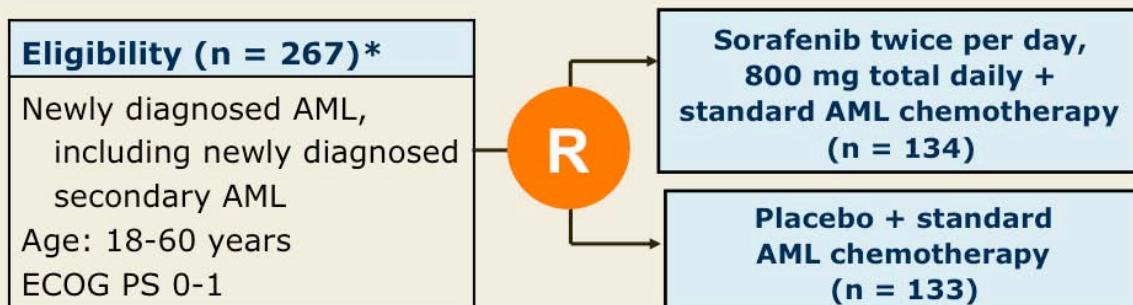 Eligibility (n = 267)*
Newly diagnosed AML,
including newly diagnosed
secondary AML
Age: 18-60 years
ECOG PS 0-1
R
Sorafenib twice per day,
800 mg total daily +
standard AML chemotherapy
(n = 134)
Placebo + standard
AML chemotherapy
(n = 133)